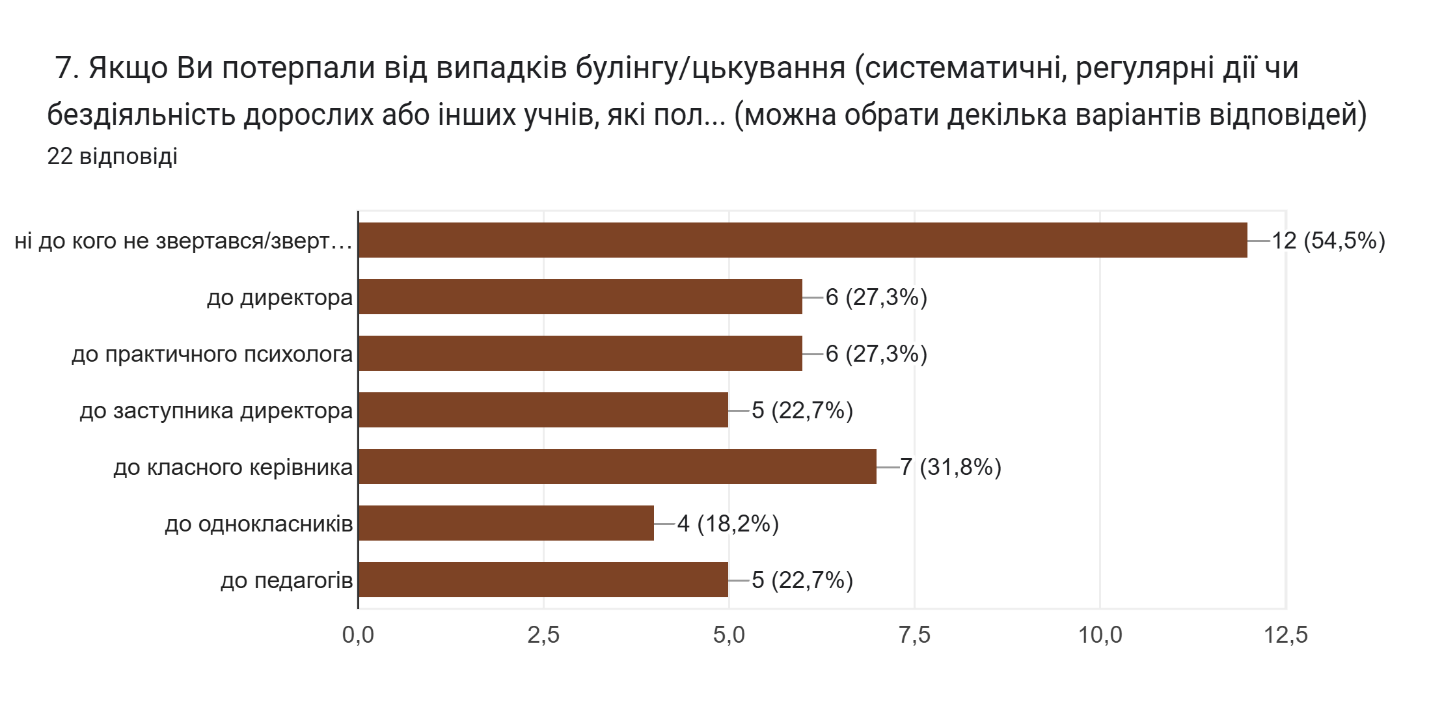 7. Якщо Ви потерпали від випадків булінгу/цькування (систематичні, регулярні дії чи
бездіяльність дорослих або інших учнів, які пол... (можна обрати декілька варіантів відповідей)
22 відповіді
ні до кого не звертався/зверт… 12 (54,5%)
до директора 6 (27,3%)
до практичного психолога 6 (27,3%)
до заступника директора 5 (22,7%)
до класного керівника 7 (31,8%)
до однокласників 4 (18,2%)
до педагогів 5 (22,7%)
0,0 2,5 5,0 7,5 10,0 12,5